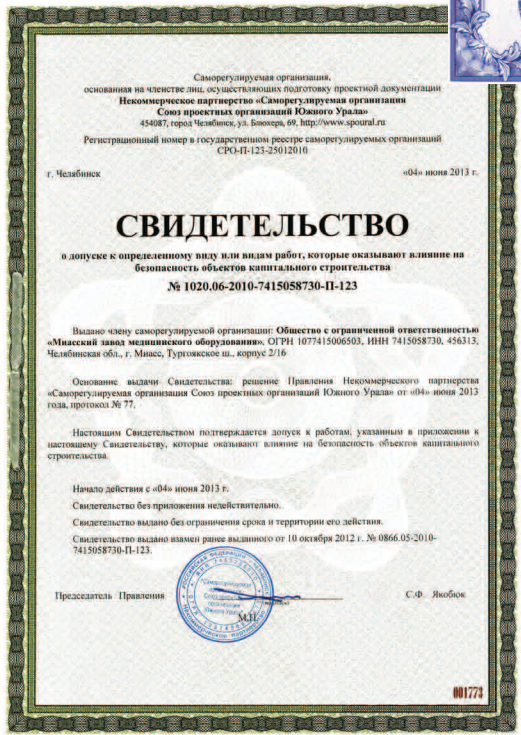 Саморегулируемая организация,
основанная на членстве лиц, осуществляющих подготовку проектной документации
Некоммерческое партнерство «Саморегулируемая организация
Союз проектных организаций Южного Урала»
454087, город Челябинск, ул. Блюхера, 69, http://www.spoural.ru
Регистрационный номер в государственном реестре саморегулируемых организаций
СРО-П-123-25012010
г. Челябинск «04» июня 2013 г.
СВИДЕТЕЛЬСТВО
о допуске к определенному виду или видам работ, которые оказывают влияние на
безопасность объектов капитального строительства
№ 1020.06-2010-7415058730-П-123
Выдано члену саморегулируемой организации: Общество с ограниченной ответственностью
«Миасский завод медицинского оборудования», ОГРН 1077415006503, ИНН 7415058730, 456313,
Челябинская обл., г. Миасс, Тургоякское ш., корпус 2/16
Основание выдачи Свидетельства: решение Правления Некоммерческого партнерства
«Саморегулируемая организация Союз проектных организаций Южного Урала» от «04» июня 2013
года, протокол № 77.
Настоящим Свидетельством подтверждается допуск к работам, указанным в приложении к
настоящему Свидетельству, которые оказывают влияние на безопасность объектов капитального
строительства.
Начало действия с «04» июня 2013 г.
Свидетельство без приложения недействительно.
Свидетельство выдано без ограничения срока и территории его действия.
Свидетельство выдано взамен ранее выданного от 10 октября 2012 г. № 0866.05-2010-
7415058730-П-123.
Председатель Правления С.Ф. Якобюк
М.П.
001773